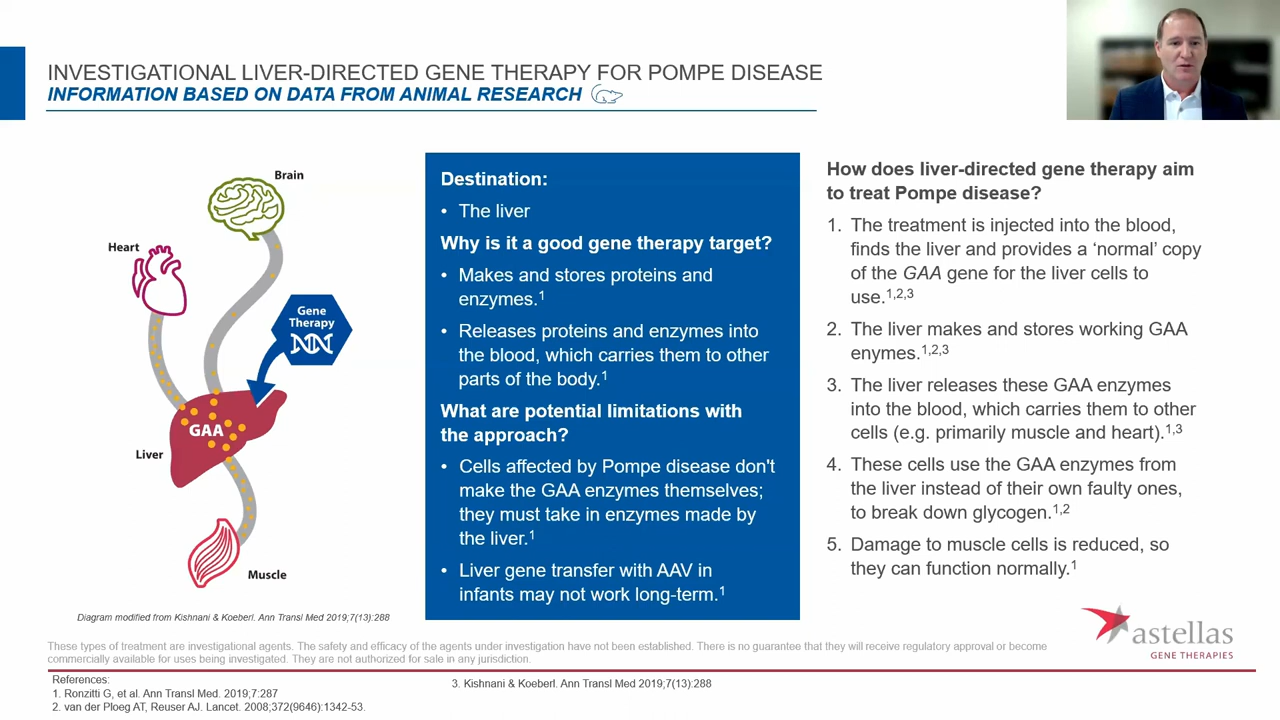 INVESTIGATIONAL LIVER-DIRECTED GENE THERAPY FOR POMPE DISEASE
INFORMATION BASED ON DATA FROM ANIMAL RESEARCH
Brain
Heart
Gene
Therapy
GAA
Liver
Muscle
Diagram modified from Kishnani & Koeberl. Ann Transl Med 2019;7(13):288
Destination:
• The liver
Why is it a good gene therapy target?
• Makes and stores proteins and
enzymes.1
• Releases proteins and enzymes into
the blood, which carries them to other
parts of the body.1
What are potential limitations with
the approach?
• Cells affected by Pompe disease don't
make the GAA enzymes themselves;
they must take in enzymes made by
the liver.1
• Liver gene transfer with AAV in
infants may not work long-term.1
How does liver-directed gene therapy aim
to treat Pompe disease?
1. The treatment is injected into the blood,
finds the liver and provides a ‘normal’ copy
of the GAA gene for the liver cells to
use.1,2,3
2. The liver makes and stores working GAA
enymes.1,2,3
3. The liver releases these GAA enzymes
into the blood, which carries them to other
cells (e.g. primarily muscle and heart).1,3
4. These cells use the GAA enzymes from
the liver instead of their own faulty ones,
to break down glycogen.1,2
5. Damage to muscle cells is reduced, so
they can function normally.1
astellas
GENE THERAPIES
These types of treatment are investigational agents. The safety and efficacy of the agents under investigation have not been established. There is no guarantee that they will receive regulatory approval or become
commercially available for uses being investigated. They are not authorized for sale in any jurisdiction.
References:
1. Ronzitti G, et al. Ann Transl Med. 2019;7:287
2. van der Ploeg AT, Reuser AJ. Lancet. 2008;372(9646):1342-53.
3. Kishnani & Koeberl. Ann Transl Med 2019;7(13):288